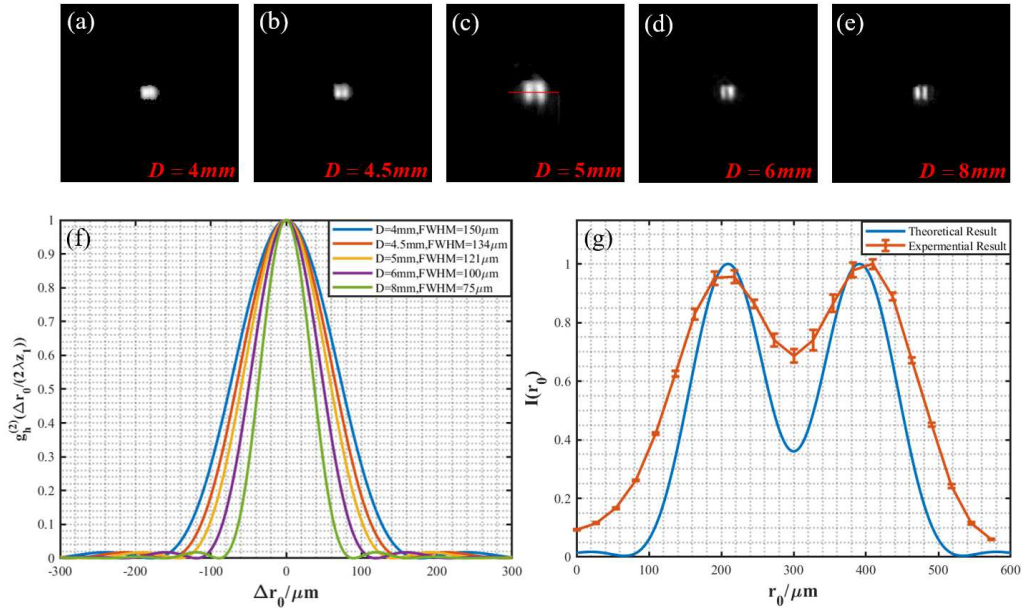 (a)
(b)
(c)
(d)
(e)
D = 4mm
D = 4.5mm
D = 5mm
D = 6mm
D = 8mm
(f)
D=4mm,FWHM=150μm
D=4.5mm,FWHM=134μm
D=5mm,FWHM=121μm
D=6mm,FWHM=100μm
D=8mm,FWHM=75μm
1
0.9
0.8
0.7
0.6
0.5
0.4
0.3
0.2
0.1
0
-300
-200
-100
0
100
200
300
g_h^(2)(Δr_0/(2λz_1))
Δr_0/μm
(g)
Theoretical Result
Expermential Result
1
0.8
0.6
0.4
0.2
0
0
100
200
300
400
500
600
I(r_0)
r_0/μm